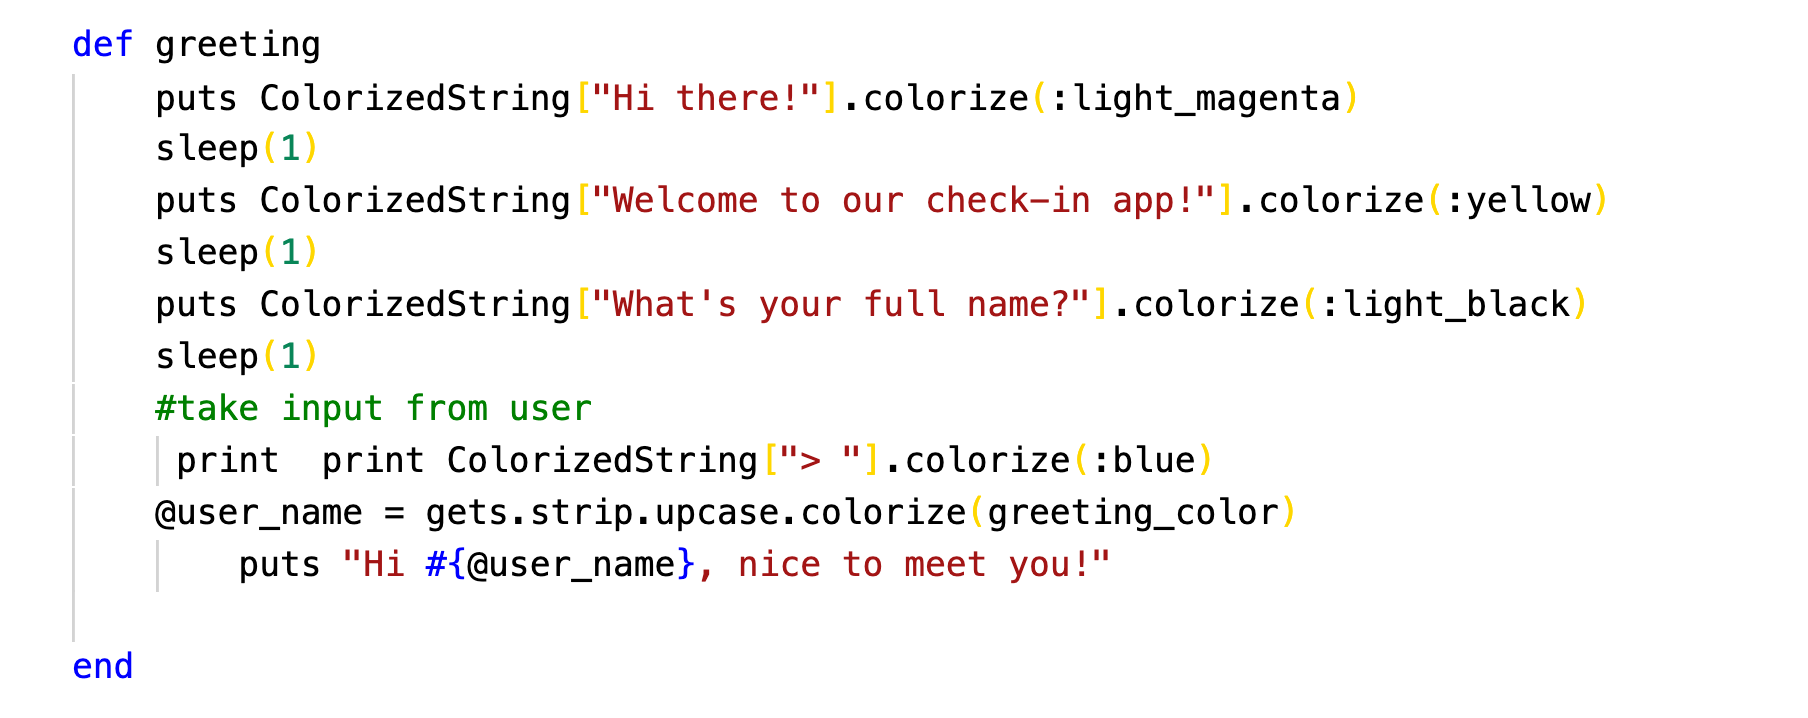 def greeting
    puts ColorizedString["Hi there!"].colorize(:light_magenta)
    sleep(1)
    puts ColorizedString["Welcome to our check-in app!"].colorize(:yellow)
    sleep(1)
    puts ColorizedString["What's your full name?"].colorize(:light_black)
    sleep(1)
    #take input from user
     print  print ColorizedString["> "].colorize(:blue)
    @user_name = gets.strip.upcase.colorize(greeting_color)
        puts "Hi #{@user_name}, nice to meet you!"
end